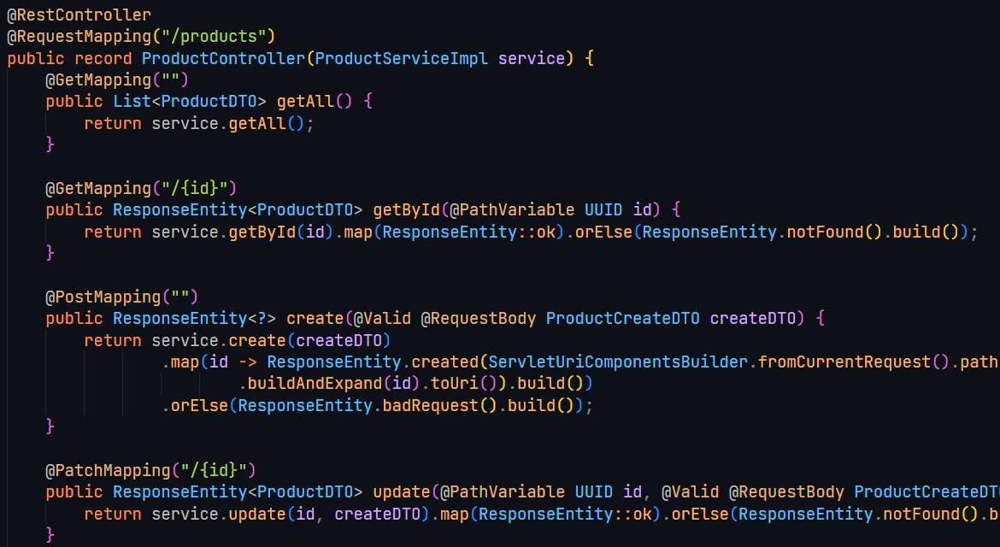 @RestController
@RequestMapping("/products")
public record ProductController(ProductServiceImpl service) {
    @GetMapping("")
    public List<ProductDTO> getAll() {
        return service.getAll();
    }

    @GetMapping("/{id}")
    public ResponseEntity<ProductDTO> getById(@PathVariable UUID id) {
        return service.getById(id).map(ResponseEntity::ok).orElse(ResponseEntity.notFound().build());
    }

    @PostMapping("")
    public ResponseEntity<?> create(@Valid @RequestBody ProductCreateDTO createDTO) {
        return service.create(createDTO)
                .map(id -> ResponseEntity.created(ServletUriComponentsBuilder.fromCurrentRequest().path
                        .buildAndExpand(id).toUri()).build())
                .orElse(ResponseEntity.badRequest().build());
    }

    @PatchMapping("/{id}")
    public ResponseEntity<ProductDTO> update(@PathVariable UUID id, @Valid @RequestBody ProductCreateDT
        return service.update(id, createDTO).map(ResponseEntity::ok).orElse(ResponseEntity.notFound().b
    }